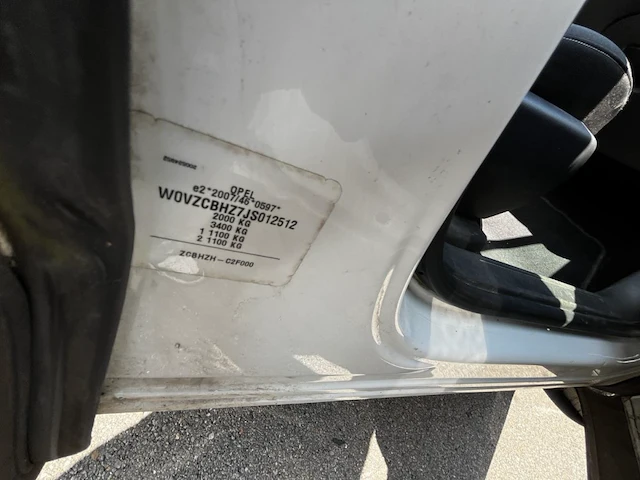 OPEL
e2*2007/46*0597*
W0VZCBHZ7JS012512
2000 KG
3400 KG
1 1100 KG
2 1100 KG
ZCBHZH-C2F000